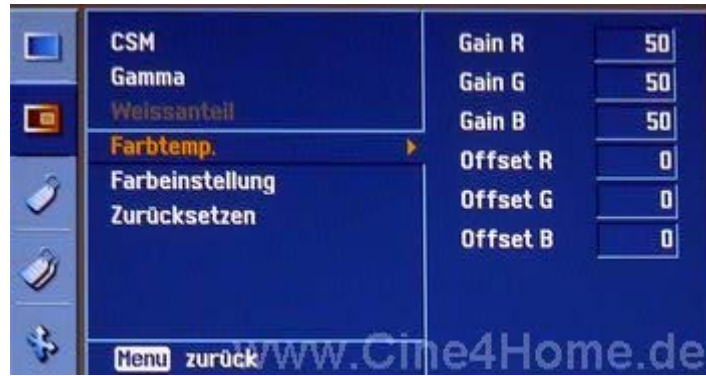 CSM
Gamma
Weissanteil
Farbtemp.
Farbeinstellung
Zurücksetzen
Menu zurück
Gain R 50
Gain G 50
Gain B 50
Offset R 0
Offset G 0
Offset B 0
www.Cine4Home.de